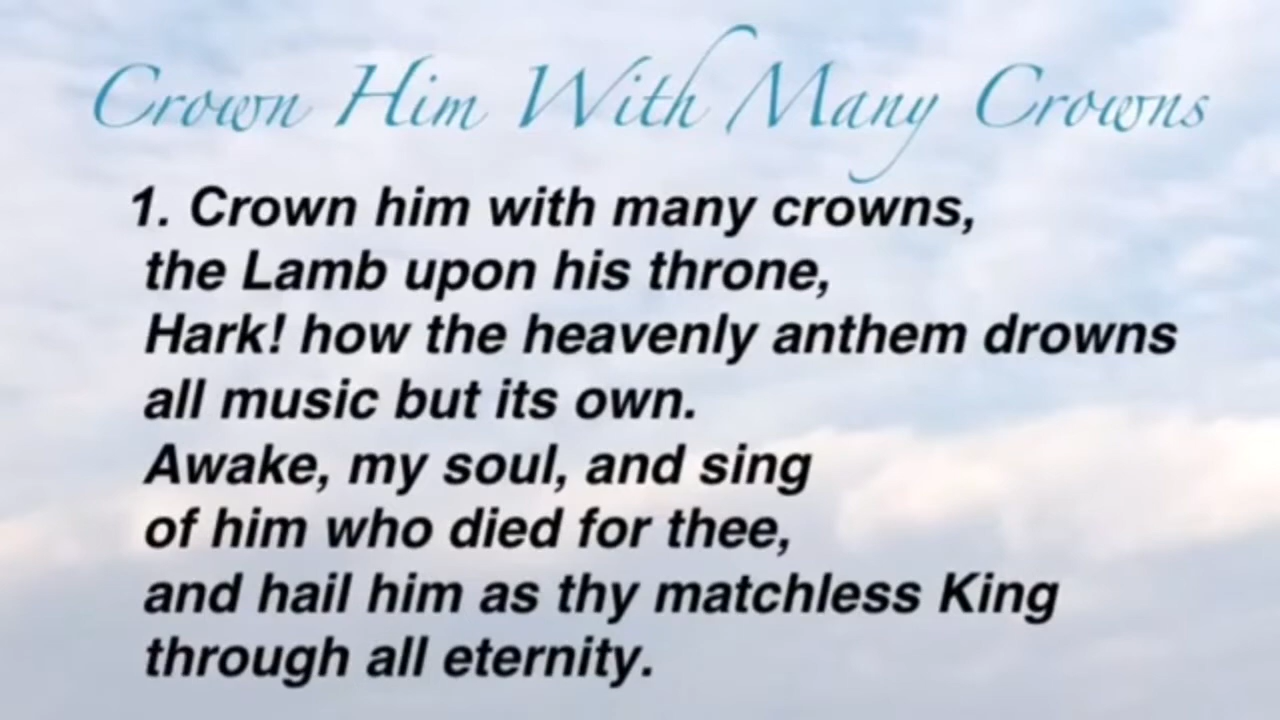 Crown Him With Many Crowns
1. Crown him with many crowns,
the Lamb upon his throne,
Hark! how the heavenly anthem drowns
all music but its own.
Awake, my soul, and sing
of him who died for thee,
and hail him as thy matchless King
through all eternity.